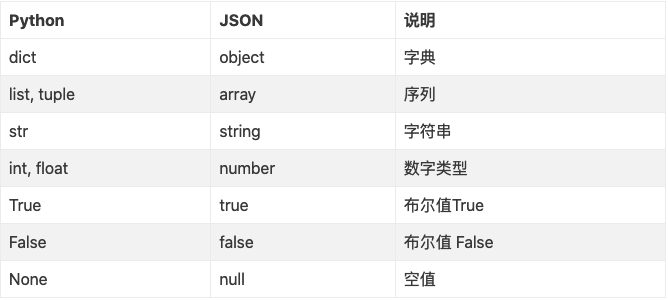 Python JSON 说明
dict object 字典
list, tuple array 序列
str string 字符串
int, float number 数字类型
True true 布尔值True
False false 布尔值 False
None null 空值